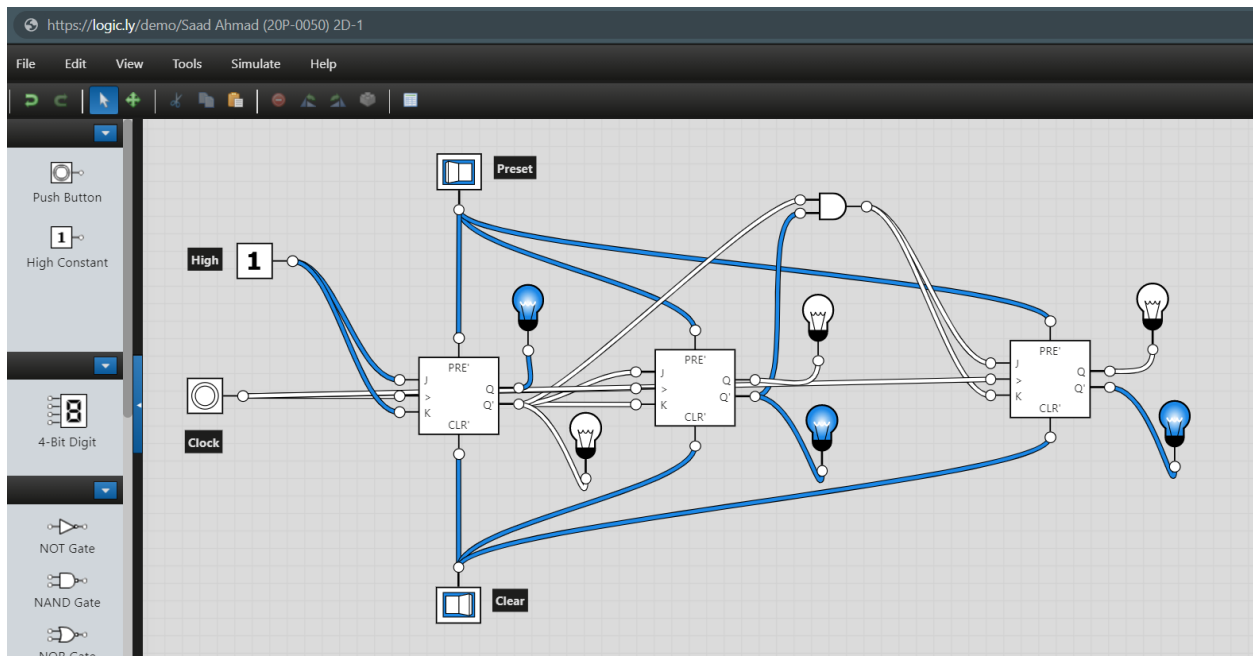 https://logic.ly/demo/Saad Ahmad (20P-0050) 2D-1
File Edit View Tools Simulate Help
Push Button
1
High Constant
8
4-Bit Digit
NOT Gate
NAND Gate
NOR Gate
Preset
High
1
Clock
PRE'
J
>
K
Q
Q'
CLR'
PRE'
J
>
K
Q
Q'
CLR'
PRE'
J
>
K
Q
Q'
CLR'
Clear